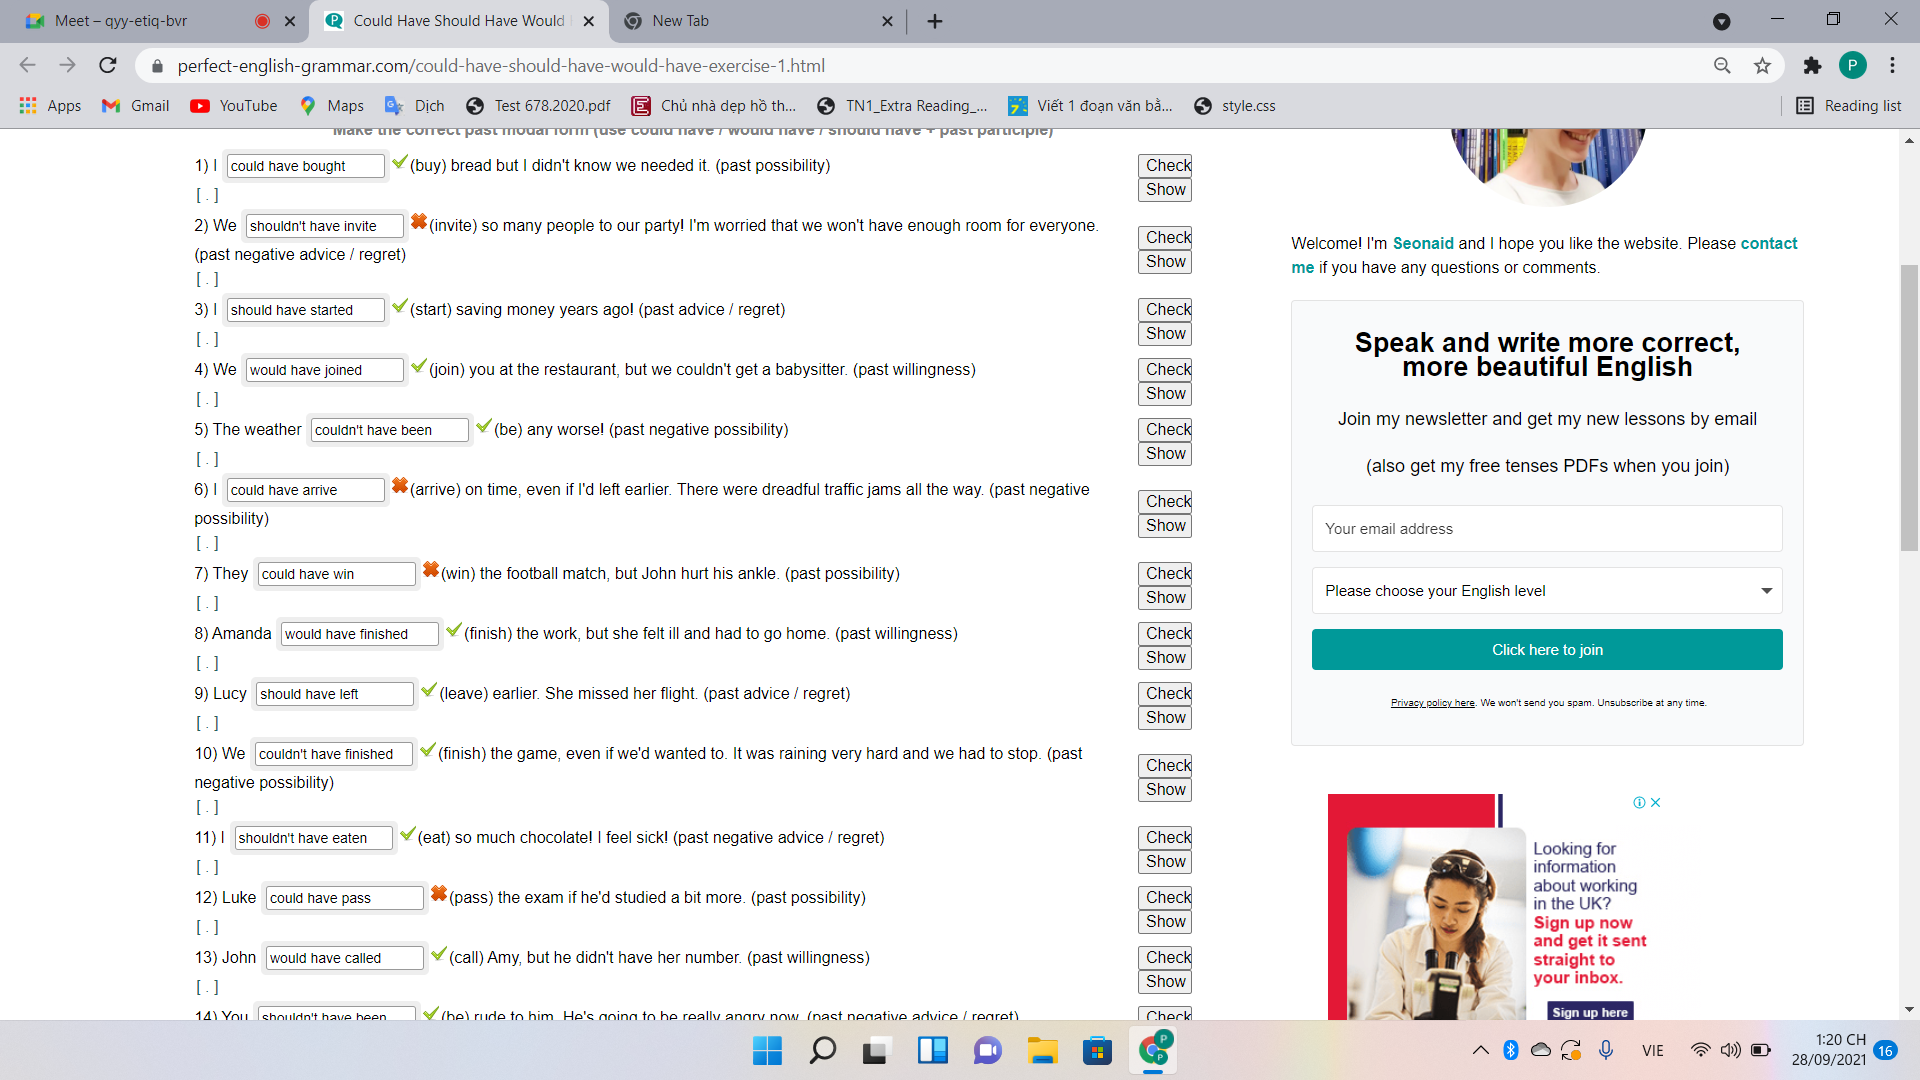 Meet – qyy-etiq-bvr
Could Have Should Have Would
New Tab
perfect-english-grammar.com/could-have-should-have-would-have-exercise-1.html
P
Apps
Gmail
YouTube
Maps
Dịch
Test 678.2020.pdf
Chủ nhà dẹp hồ th...
TN1_Extra Reading_...
Viết 1 đoạn văn bằ...
style.css
Reading list
Make the correct past modal form (use could have / would have / should have + past participle)
1) I could have bought (buy) bread but I didn't know we needed it. (past possibility)
Check
Show
[ . ]
2) We shouldn't have invite (invite) so many people to our party! I'm worried that we won't have enough room for everyone.
(past negative advice / regret)
Check
Show
[ . ]
3) I should have started (start) saving money years ago! (past advice / regret)
Check
Show
[ . ]
4) We would have joined (join) you at the restaurant, but we couldn't get a babysitter. (past willingness)
Check
Show
[ . ]
5) The weather couldn't have been (be) any worse! (past negative possibility)
Check
Show
[ . ]
6) I could have arrive (arrive) on time, even if I'd left earlier. There were dreadful traffic jams all the way. (past negative
possibility)
Check
Show
[ . ]
7) They could have win (win) the football match, but John hurt his ankle. (past possibility)
Check
Show
[ . ]
8) Amanda would have finished (finish) the work, but she felt ill and had to go home. (past willingness)
Check
Show
[ . ]
9) Lucy should have left (leave) earlier. She missed her flight. (past advice / regret)
Check
Show
[ . ]
10) We couldn't have finished (finish) the game, even if we'd wanted to. It was raining very hard and we had to stop. (past
negative possibility)
Check
Show
[ . ]
11) I shouldn't have eaten (eat) so much chocolate! I feel sick! (past negative advice / regret)
Check
Show
[ . ]
12) Luke could have pass (pass) the exam if he'd studied a bit more. (past possibility)
Check
Show
[ . ]
13) John would have called (call) Amy, but he didn't have her number. (past willingness)
Check
Show
[ . ]
14) You shouldn't have been (be) rude to him. He's going to be really angry now. (past negative advice / regret)
Check
Welcome! I'm Seonaid and I hope you like the website. Please contact
me if you have any questions or comments.
Speak and write more correct,
more beautiful English
Join my newsletter and get my new lessons by email
(also get my free tenses PDFs when you join)
Your email address
Please choose your English level
Click here to join
Privacy policy here. We won't send you spam. Unsubscribe at any time.
Looking for
information
about working
in the UK?
Sign up now
and get it sent
straight to
your inbox.
Sign up here
P
VIE
1:20 CH
28/09/2021
16